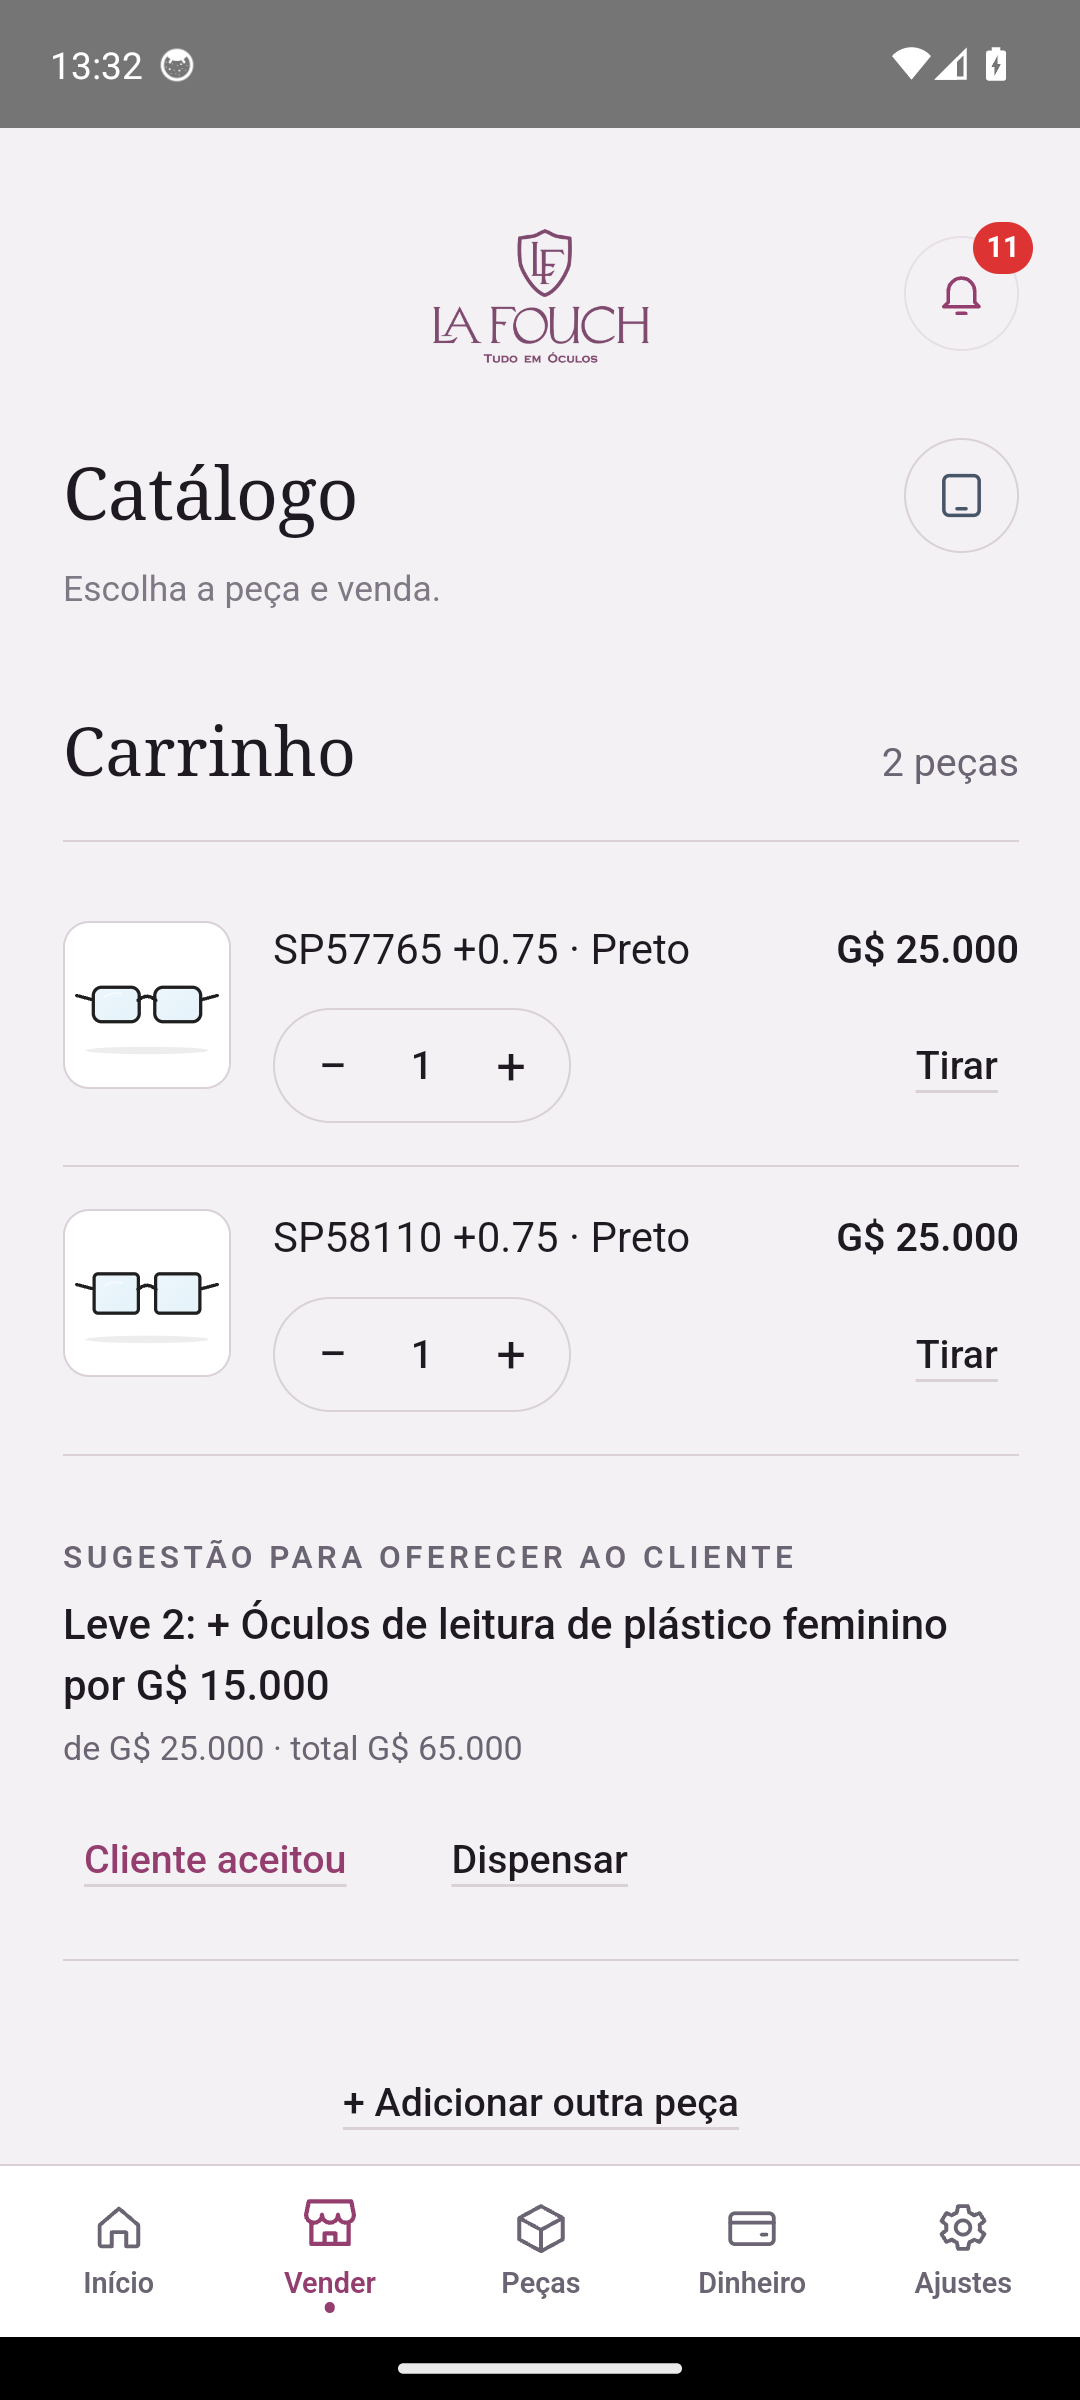 13:32
LF
LA FOUCH
TUDO EM ÓCULOS
11
Catálogo
Escolha a peça e venda.
Carrinho
2 peças
SP57765 +0.75 · Preto
G$ 25.000
− 1 +
Tirar
SP58110 +0.75 · Preto
G$ 25.000
− 1 +
Tirar
SUGESTÃO PARA OFERECER AO CLIENTE
Leve 2: + Óculos de leitura de plástico feminino
por G$ 15.000
de G$ 25.000 · total G$ 65.000
Cliente aceitou
Dispensar
+ Adicionar outra peça
Início
Vender
Peças
Dinheiro
Ajustes